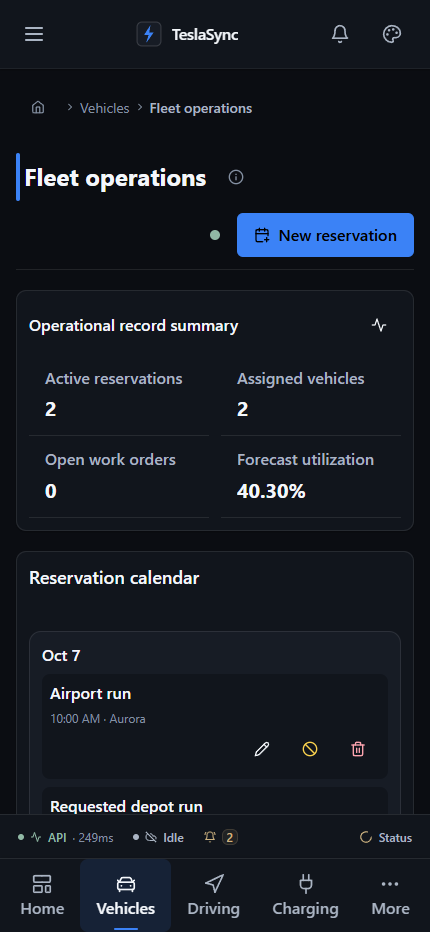 TeslaSync
Vehicles
Fleet operations
Fleet operations
New reservation
Operational record summary
Active reservations
Assigned vehicles
2
2
Open work orders
Forecast utilization
0
40.30%
Reservation calendar
Oct 7
Airport run
10:00 AM · Aurora
Requested depot run
API · 249ms
Idle
2
Status
Home
Vehicles
Driving
Charging
More